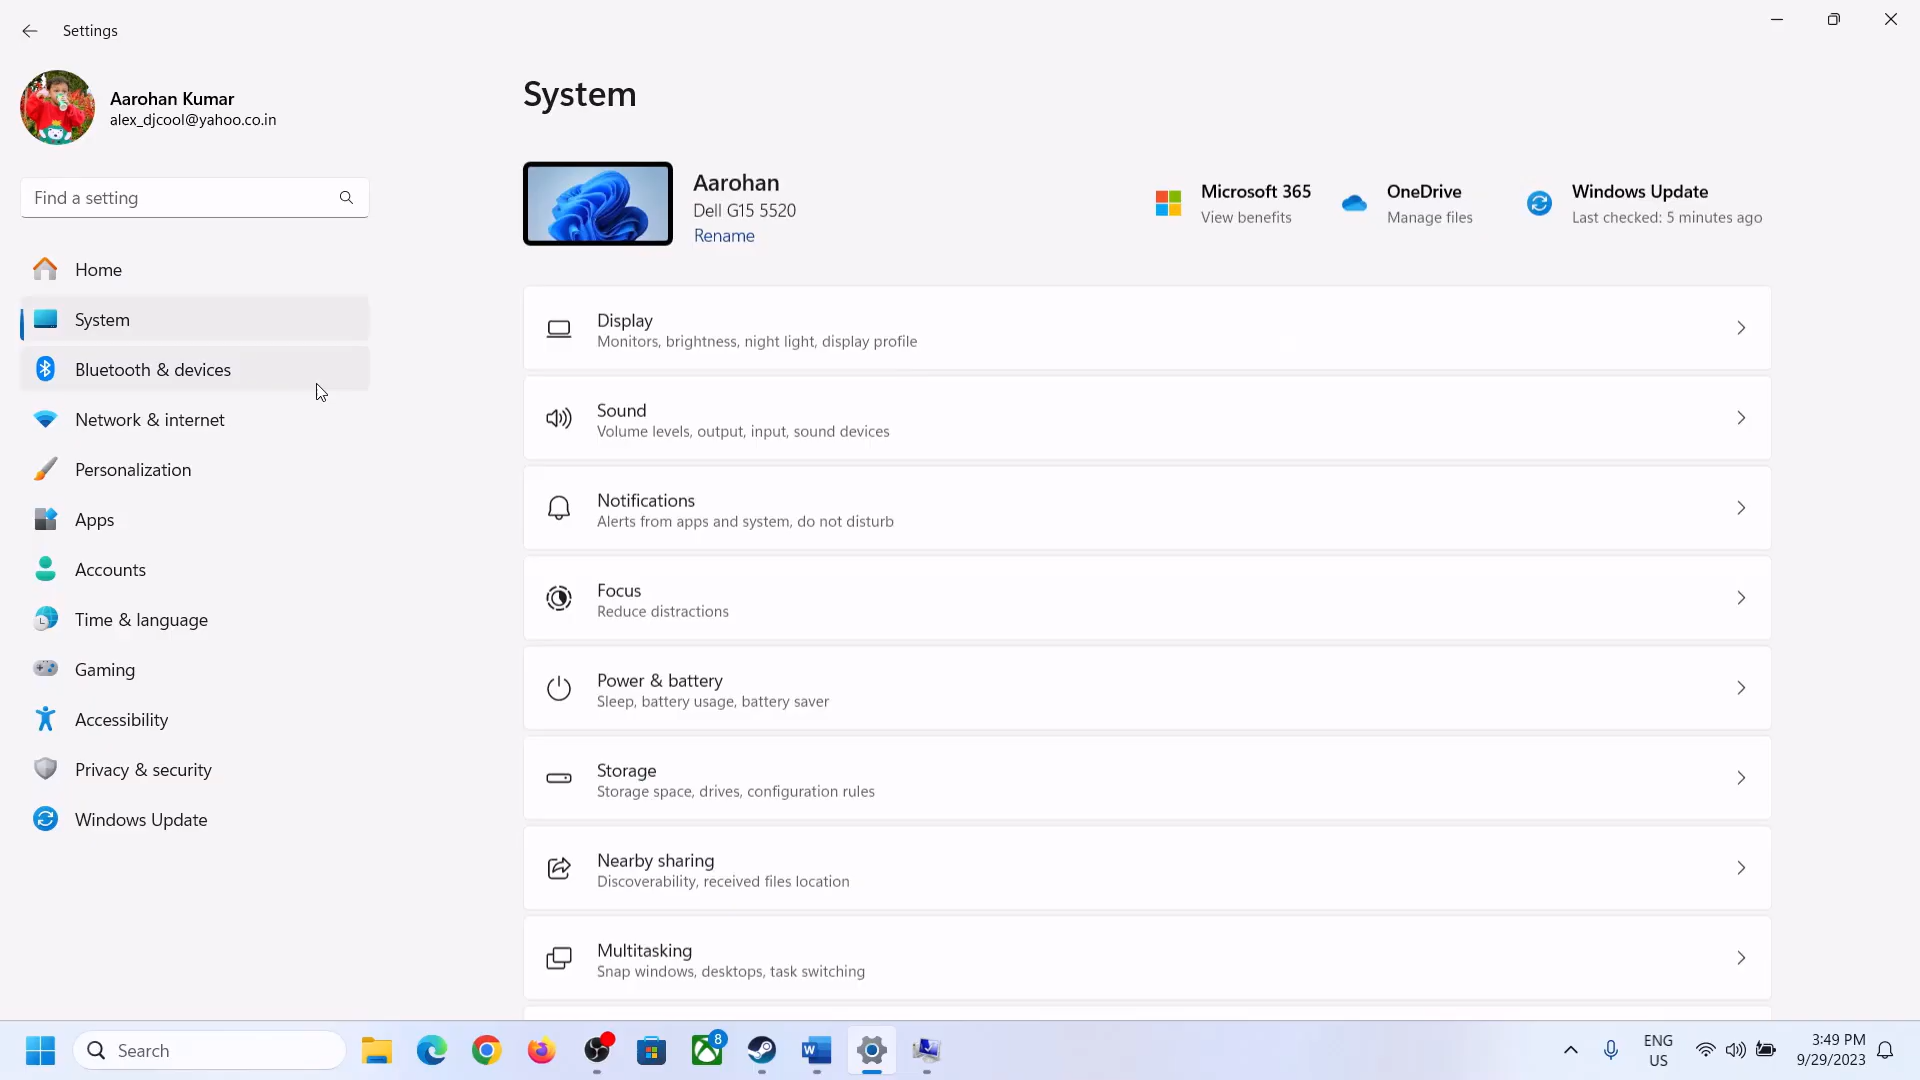 Settings
Aarohan Kumar
alex_djcool@yahoo.co.in
Find a setting
Home
System
Bluetooth & devices
Network & internet
Personalization
Apps
Accounts
Time & language
Gaming
Accessibility
Privacy & security
Windows Update
System
Aarohan
Dell G15 5520
Rename
Microsoft 365
View benefits
OneDrive
Manage files
Windows Update
Last checked: 5 minutes ago
Display
Monitors, brightness, night light, display profile
Sound
Volume levels, output, input, sound devices
Notifications
Alerts from apps and system, do not disturb
Focus
Reduce distractions
Power & battery
Sleep, battery usage, battery saver
Storage
Storage space, drives, configuration rules
Nearby sharing
Discoverability, received files location
Multitasking
Snap windows, desktops, task switching
Search
8
W
ENG
US
3:49 PM
9/29/2023